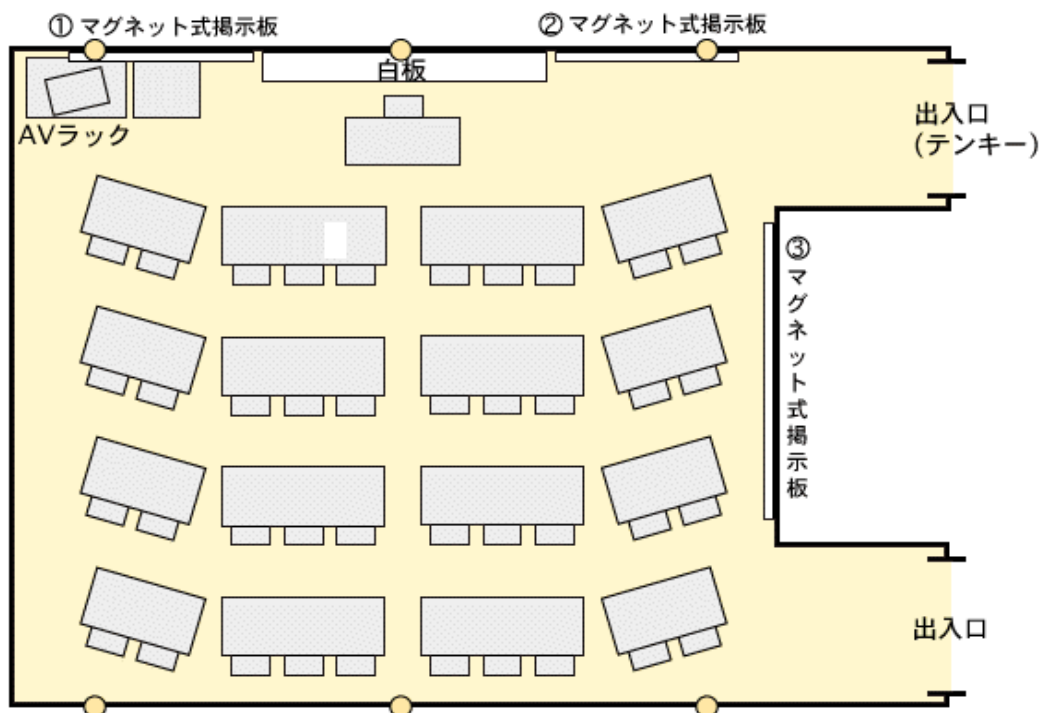 ① マグネット式掲示板
② マグネット式掲示板
白板
AVラック
出入口
(テンキー)
③マグネット式掲示板
出入口